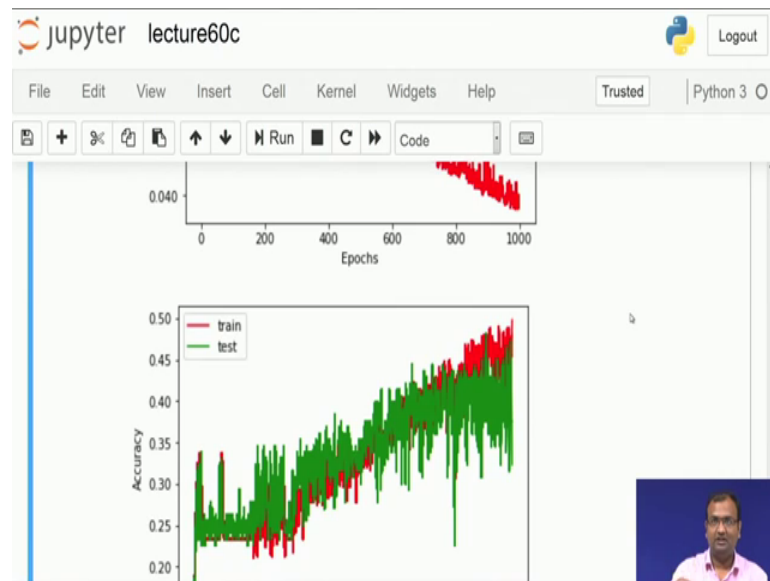 jupyter lecture60c
Logout
File Edit View Insert Cell Kernel Widgets Help
Trusted
Python 3
Run
Code
0.040
0 200 400 600 800 1000
Epochs
0.50
train
test
0.45
0.40
0.35
0.30
0.25
0.20
Accuracy